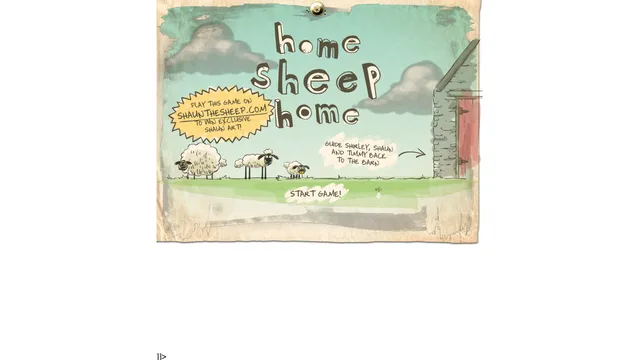 home
sheep
home
PLAY THIS GAME ON
SHAUNTHESHEEP.COM
TO WIN EXCLUSIVE
SHAUN ART!
GUIDE SHIRLEY, SHAUN
AND TIMMY BACK
TO THE BARN
START GAME!
]]>